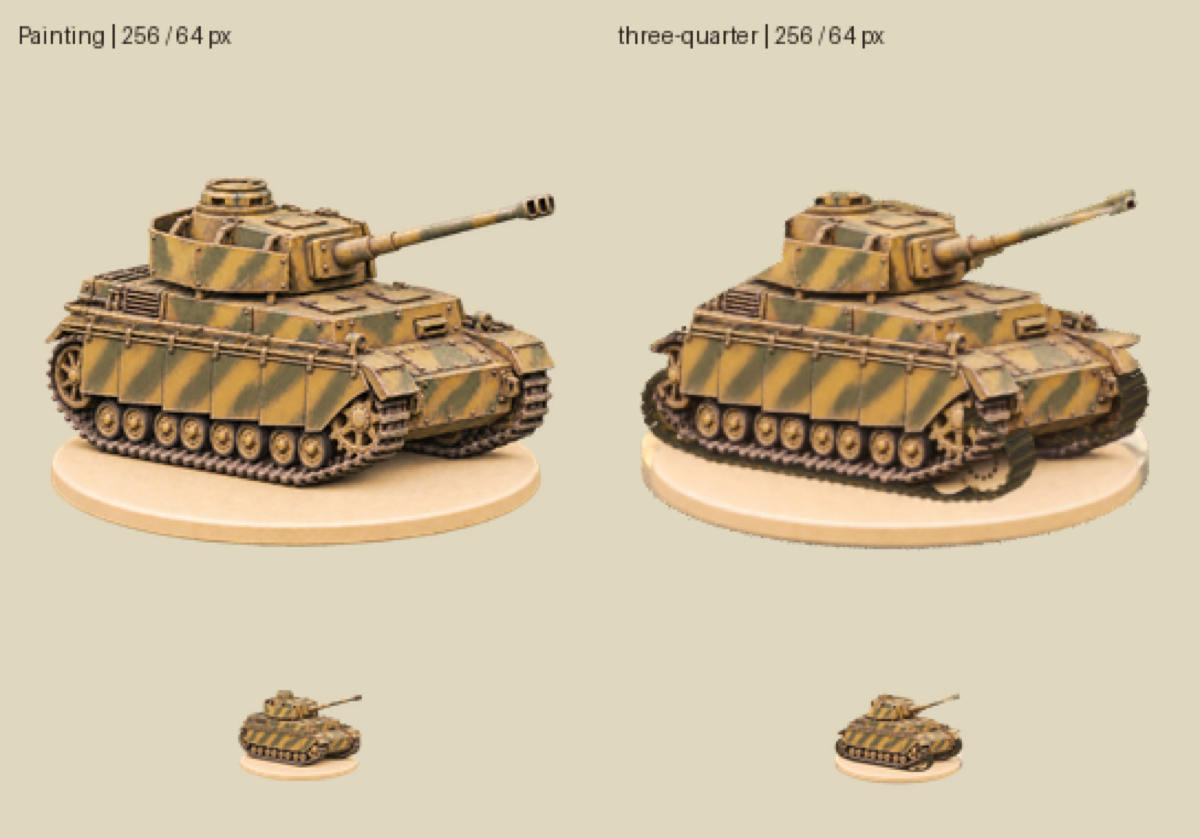 Painting | 256 / 64 px
three-quarter | 256 / 64 px